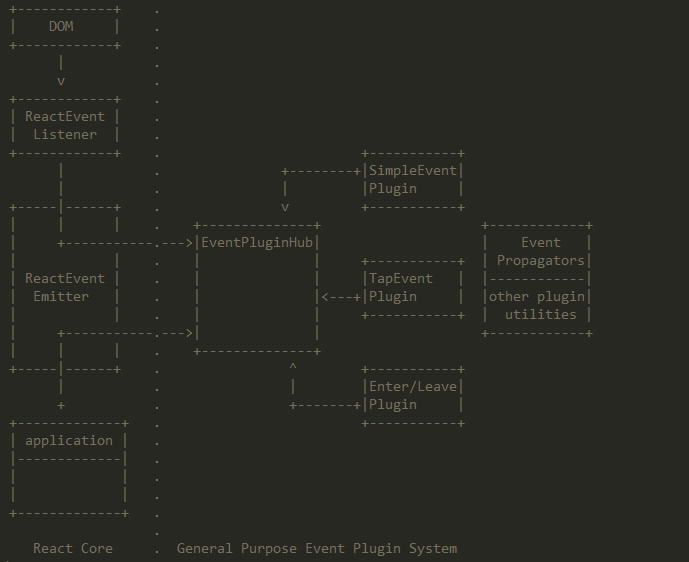 DOM
ReactEvent
Listener
SimpleEvent
Plugin
EventPluginHub
Event
Propagators
ReactEvent
Emitter
TapEvent
Plugin
other plugin
utilities
Enter/Leave
Plugin
application
React Core . General Purpose Event Plugin System